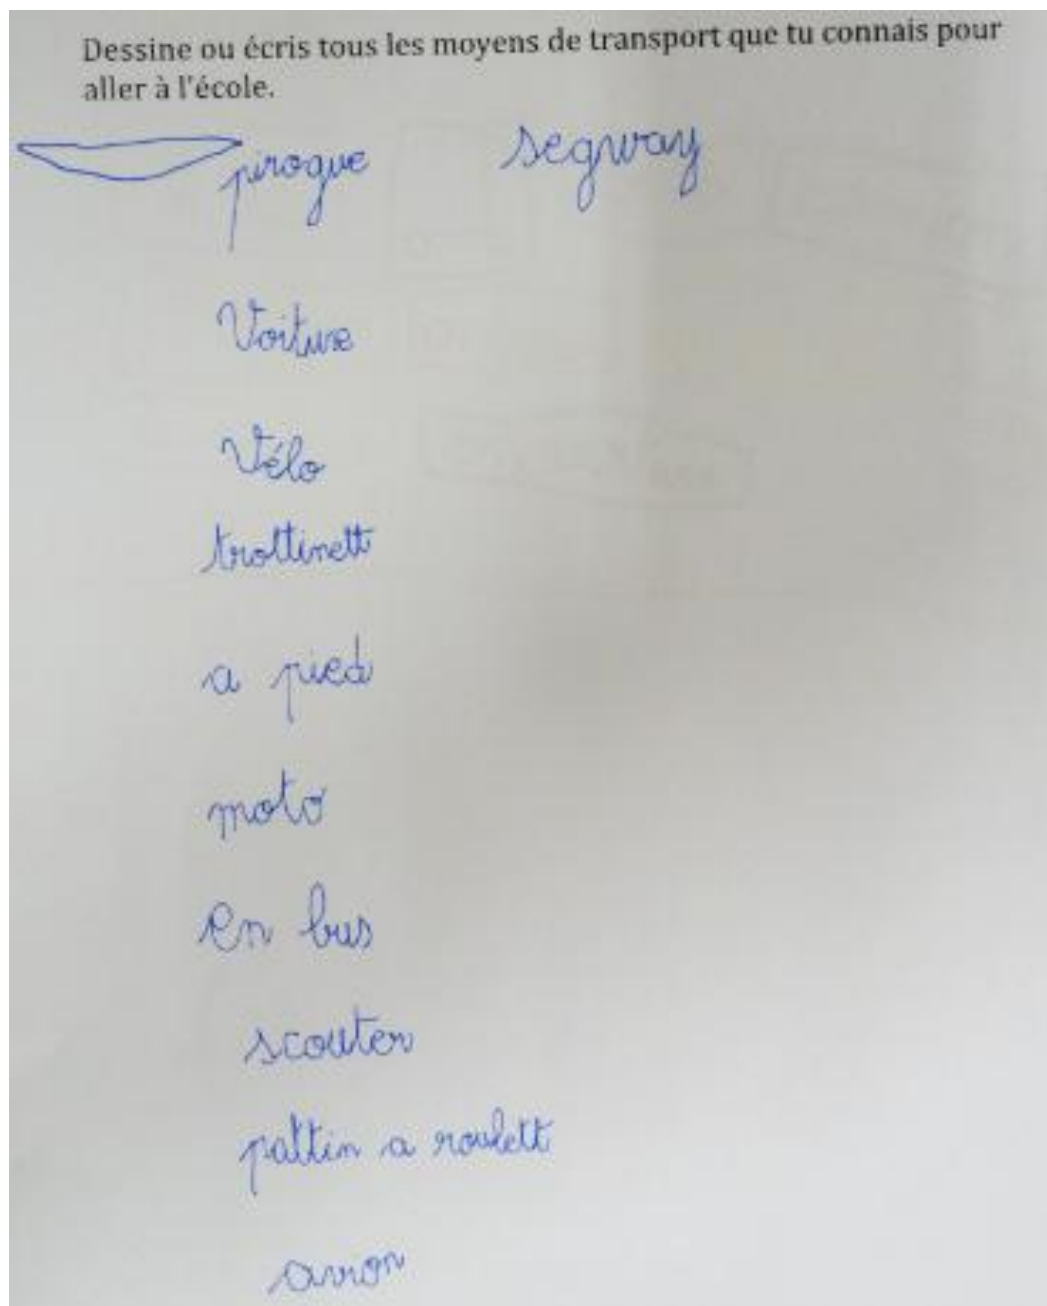 Dessine ou écris tous les moyens de transport que tu connais pour
aller à l'école.
pirogue segway
Voiture
Vélo
trottinett
a pied
moto
en bus
scouter
pattin a roulett
avion